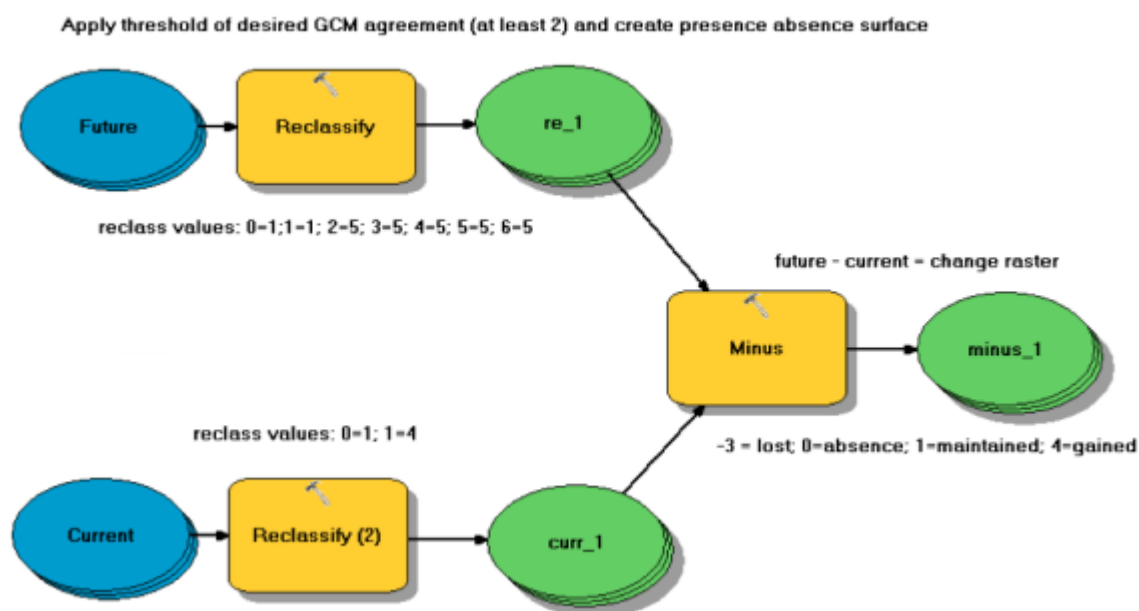 Apply threshold of desired GCM agreement (at least 2) and create presence absence surface
Future
Reclassify
re_1
reclass values: 0=1;1=1; 2=5; 3=5; 4=5; 5=5; 6=5
future - current = change raster
Minus
minus_1
reclass values: 0=1; 1=4
-3 = lost; 0=absence; 1=maintained; 4=gained
Current
Reclassify (2)
curr_1